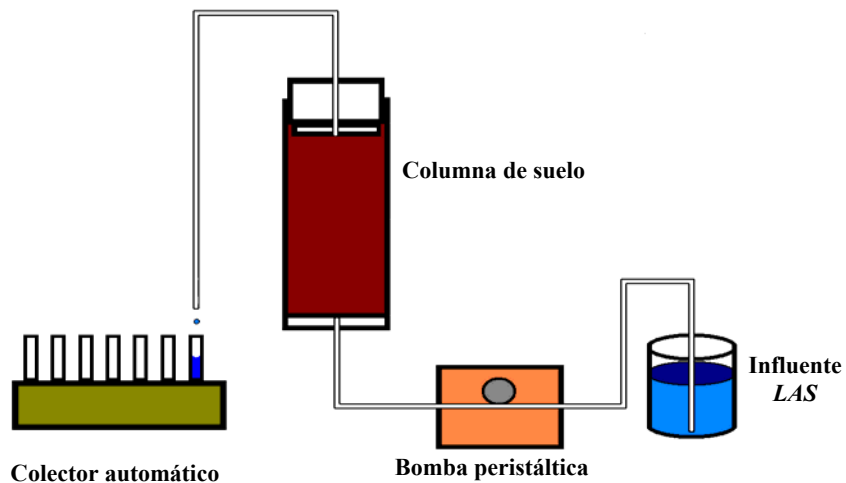 Columna de suelo
Influente
LAS
Bomba peristáltica
Colector automático